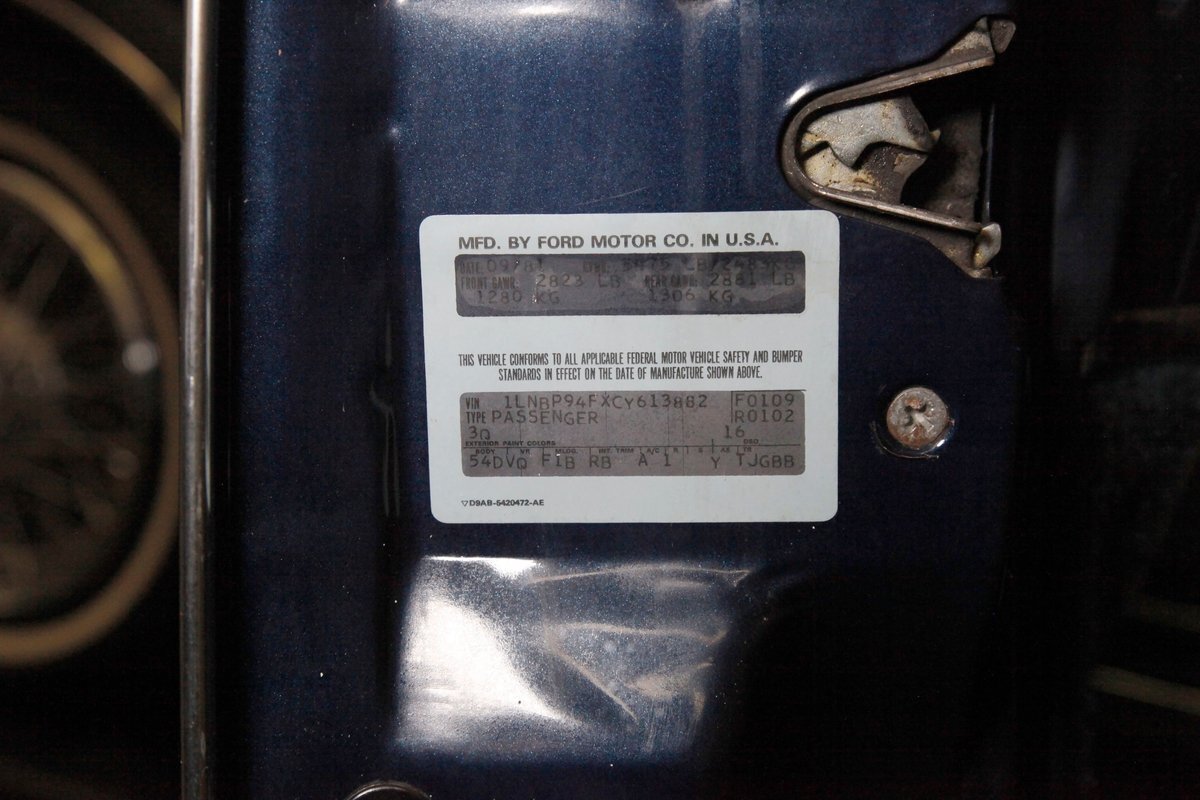 MFD. BY FORD MOTOR CO. IN U.S.A.
DATE 09/81
FRONT GAWR: 2823 LB REAR GAWR: 2881 LB
1280 KG 1306 KG
THIS VEHICLE CONFORMS TO ALL APPLICABLE FEDERAL MOTOR VEHICLE SAFETY AND BUMPER
STANDARDS IN EFFECT ON THE DATE OF MANUFACTURE SHOWN ABOVE.
VIN 1LNBP94FXCY613882 F0109
TYPE PASSENGER R0102
16
EXTERIOR PAINT COLORS DSO
BODY VR MLDG. INT. TRIM A/C R S AX TR
54DVQ FIB RB A 1 Y TJGBB
▽D9AB-5420472-AE